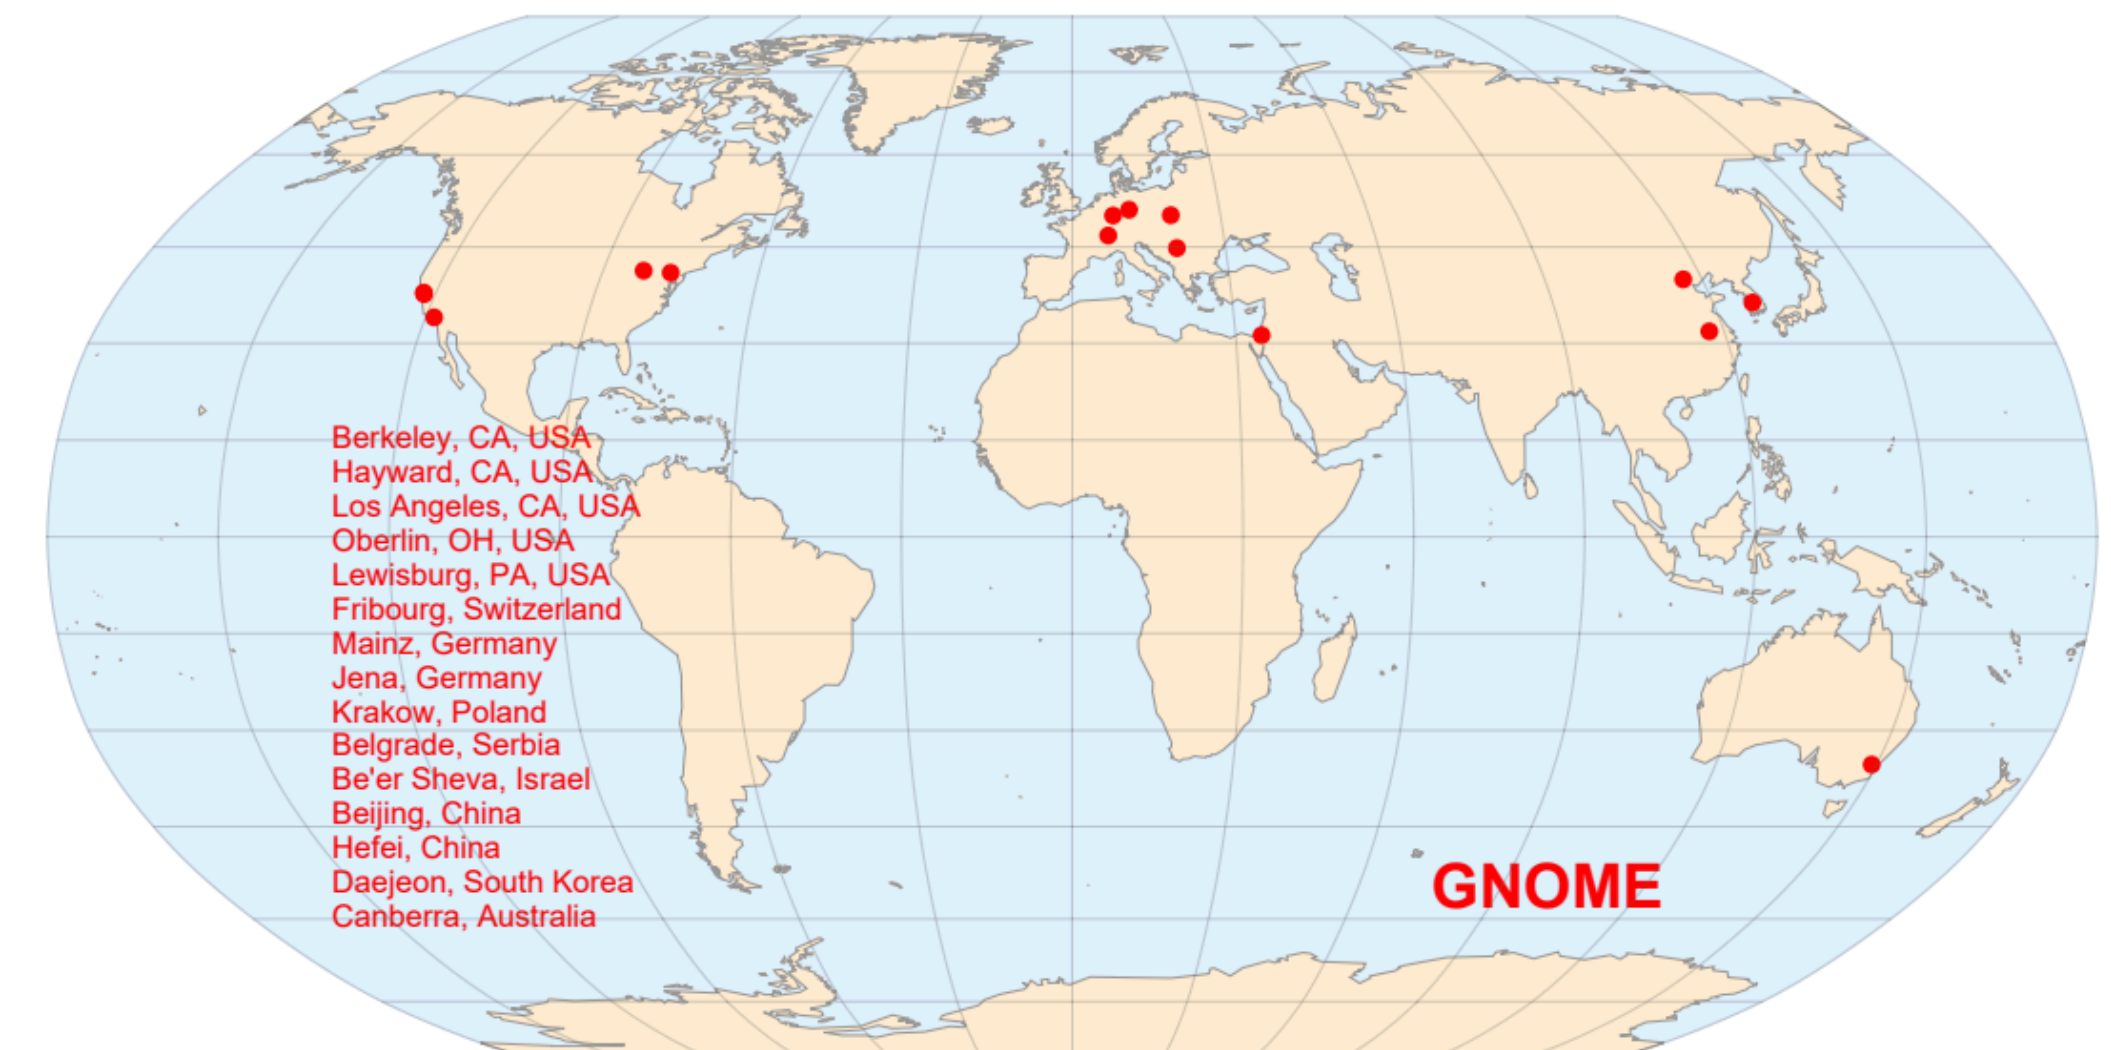 Berkeley, CA, USA
Hayward, CA, USA
Los Angeles, CA, USA
Oberlin, OH, USA
Lewisburg, PA, USA
Fribourg, Switzerland
Mainz, Germany
Jena, Germany
Krakow, Poland
Belgrade, Serbia
Be'er Sheva, Israel
Beijing, China
Hefei, China
Daejeon, South Korea
Canberra, Australia
GNOME